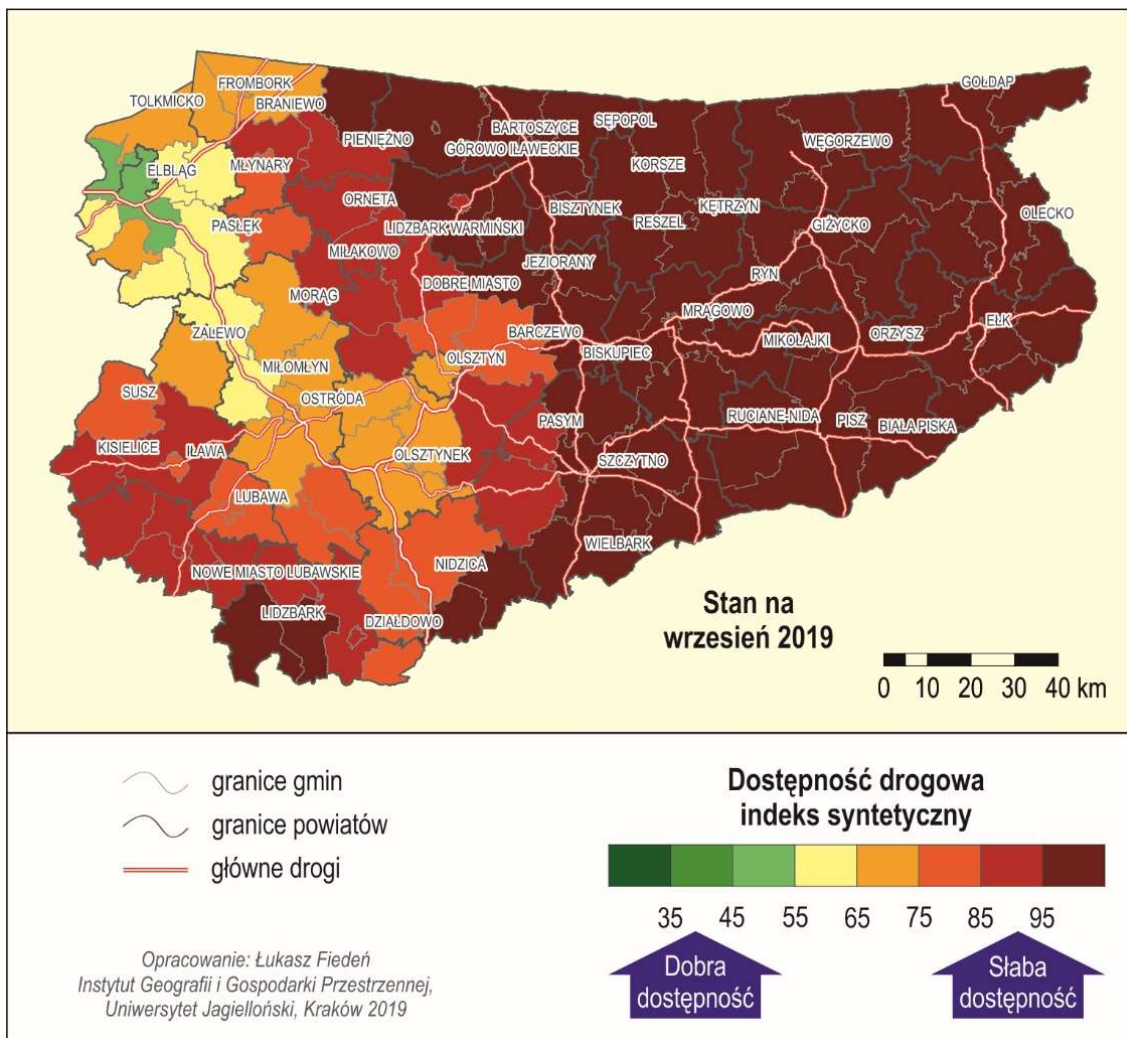 GOŁDAP
FROMBORK
TOLKMICKO
BRANIEWO
SĘPOPOL
BARTOSZYCE
PIENIĘŻNO
WĘGORZEWO
GÓROWO IŁAWECKIE
MŁYNARY
ELBLĄG
KORSZE
ORNETA
KĘTRZYN
BISZTYNEK
OLECKO
RESZEL
PASŁĘK
GIŻYCKO
LIDZBARK WARMIŃSKI
MIŁAKOWO
JEZIORANY
RYN
DOBRE MIASTO
MORĄG
MRĄGOWO
EŁK
ZALEWO
BARCZEWO
ORZYSZ
MIKOŁAJKI
BISKUPIEC
OLSZTYN
MIŁOMŁYN
SUSZ
OSTRÓDA
RUCIANE-NIDA
PASYM
PISZ
BIAŁA PISKA
KISIELICE
IŁAWA
OLSZTYNEK
SZCZYTNO
LUBAWA
WIELBARK
NIDZICA
NOWE MIASTO LUBAWSKIE
LIDZBARK
DZIAŁDOWO
Stan na
wrzesień 2019
0 10 20 30 40 km
granice gmin
granice powiatów
główne drogi
Opracowanie: Łukasz Fiedeń
Instytut Geografii i Gospodarki Przestrzennej,
Uniwersytet Jagielloński, Kraków 2019
Dostępność drogowa
indeks syntetyczny
35 45 55 65 75 85 95
Dobra
dostępność
Słaba
dostępność